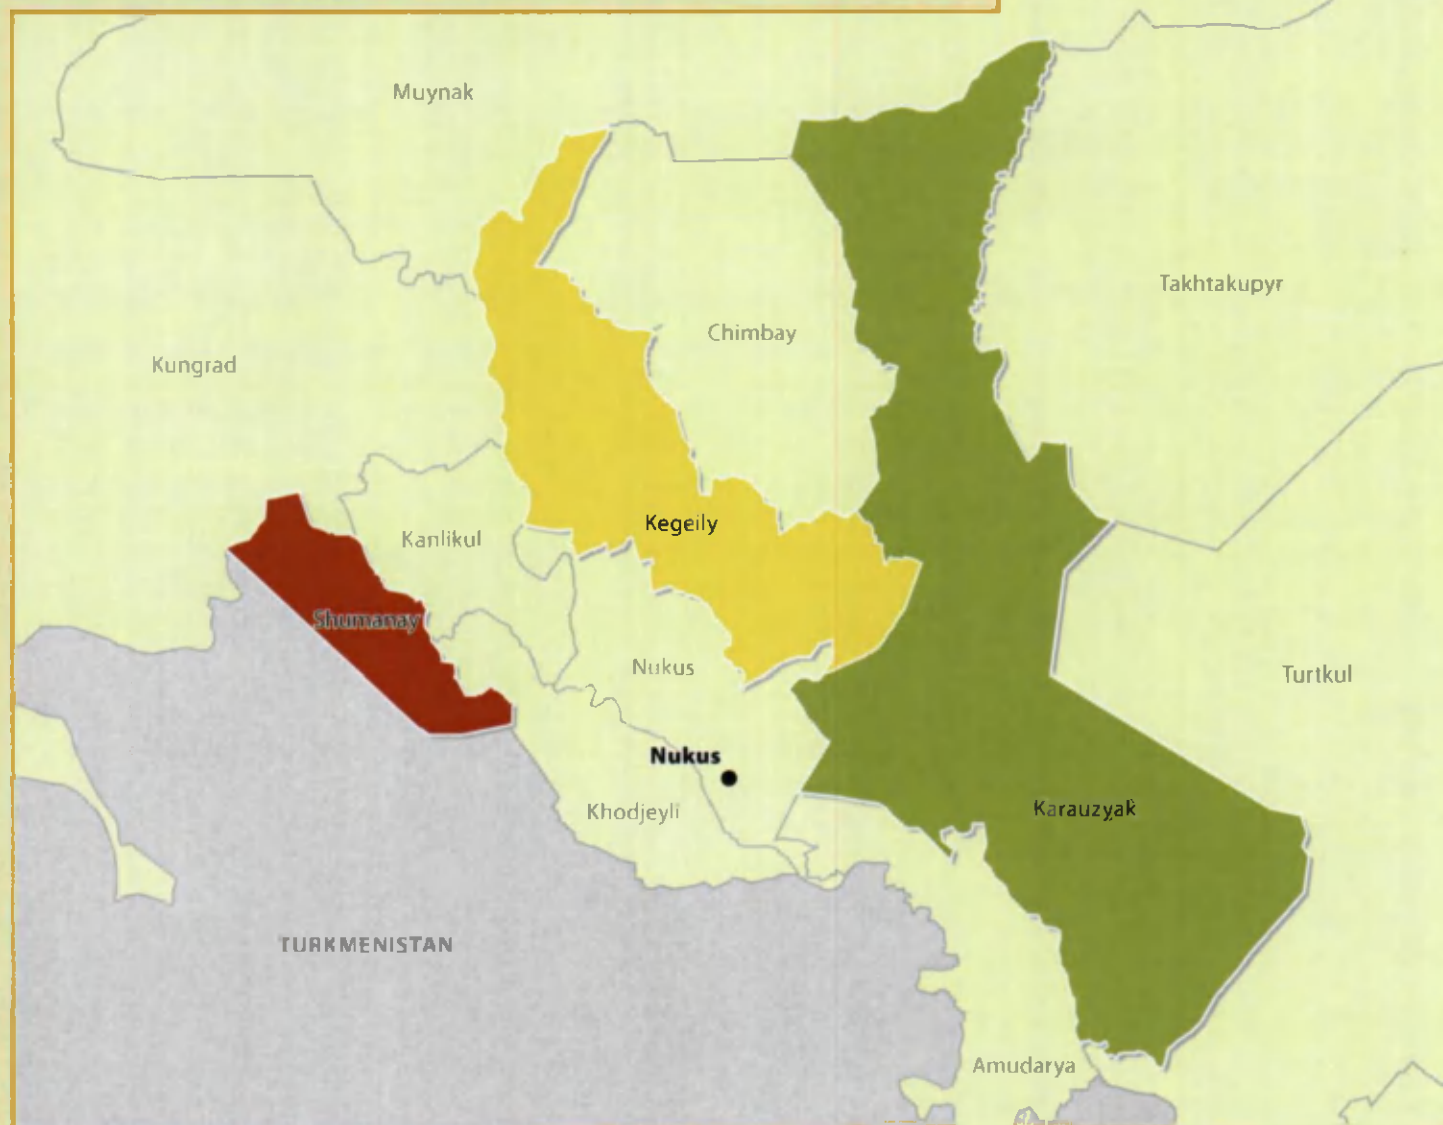 Muynak
Takhtakupyr
Chimbay
Kungrad
Kegeily
Kanlikul
Shumanay
Nukus
Turtkul
Nukus
Karauzyak
Khodjeyli
TURKMENISTAN
Amudarya